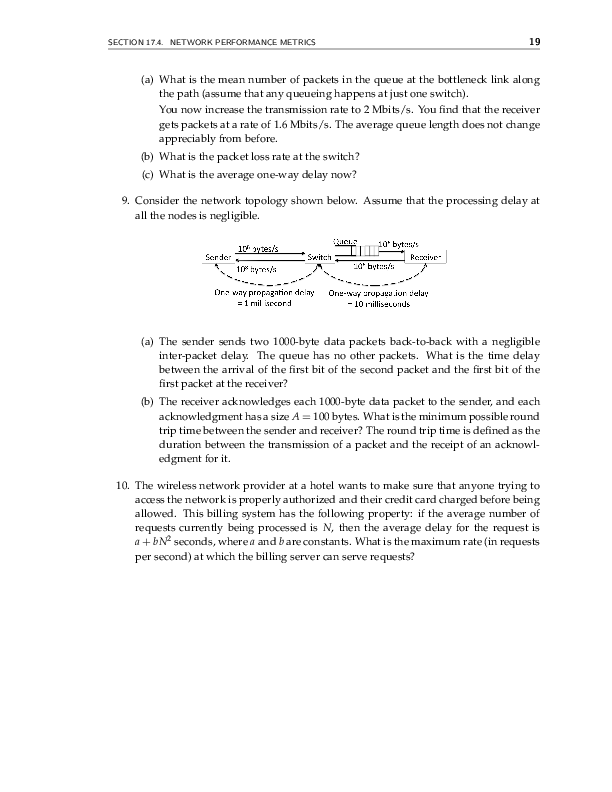 SECTION 17.4. NETWORK PERFORMANCE METRICS 19
(a) What is the mean number of packets in the queue at the bottleneck link along
the path (assume that any queueing happens at just one switch).
You now increase the transmission rate to 2 Mbits/s. You find that the receiver
gets packets at a rate of 1.6 Mbits/s. The average queue length does not change
appreciably from before.
(b) What is the packet loss rate at the switch?
(c) What is the average one-way delay now?
9. Consider the network topology shown below. Assume that the processing delay at
all the nodes is negligible.
Queue
10⁶ bytes/s bytes/s
Sender Switch Receiver
bytes/s bytes/s
One-way propagation delay One-way propagation delay
= 1 millisecond = 10 milliseconds
(a) The sender sends two 1000-byte data packets back-to-back with a negligible
inter-packet delay. The queue has no other packets. What is the time delay
between the arrival of the first bit of the second packet and the first bit of the
first packet at the receiver?
(b) The receiver acknowledges each 1000-byte data packet to the sender, and each
acknowledgment has a size A = 100 bytes. What is the minimum possible round
trip time between the sender and receiver? The round trip time is defined as the
duration between the transmission of a packet and the receipt of an acknowl-
edgment for it.
10. The wireless network provider at a hotel wants to make sure that anyone trying to
access the network is properly authorized and their credit card charged before being
allowed. This billing system has the following property: if the average number of
requests currently being processed is N, then the average delay for the request is
a + bN² seconds, where a and b are constants. What is the maximum rate (in requests
per second) at which the billing server can serve requests?